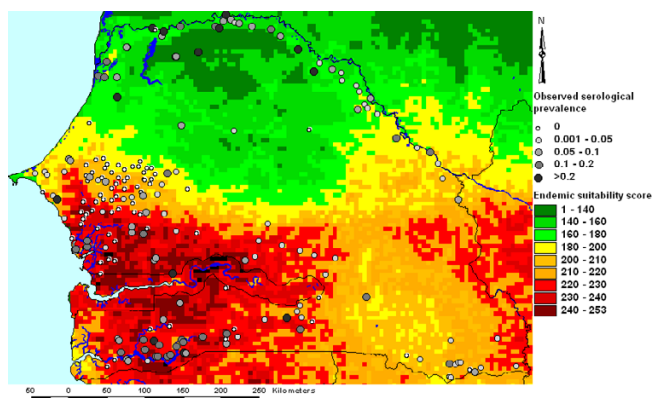 N
Observed serological
prevalence
0
0.001 - 0.05
0.05 - 0.1
0.1 - 0.2
>0.2
Endemic suitability score
1 - 140
140 - 160
160 - 180
180 - 200
200 - 210
210 - 220
220 - 230
230 - 240
240 - 253
50 0 50 100 150 200 250 Kilometers